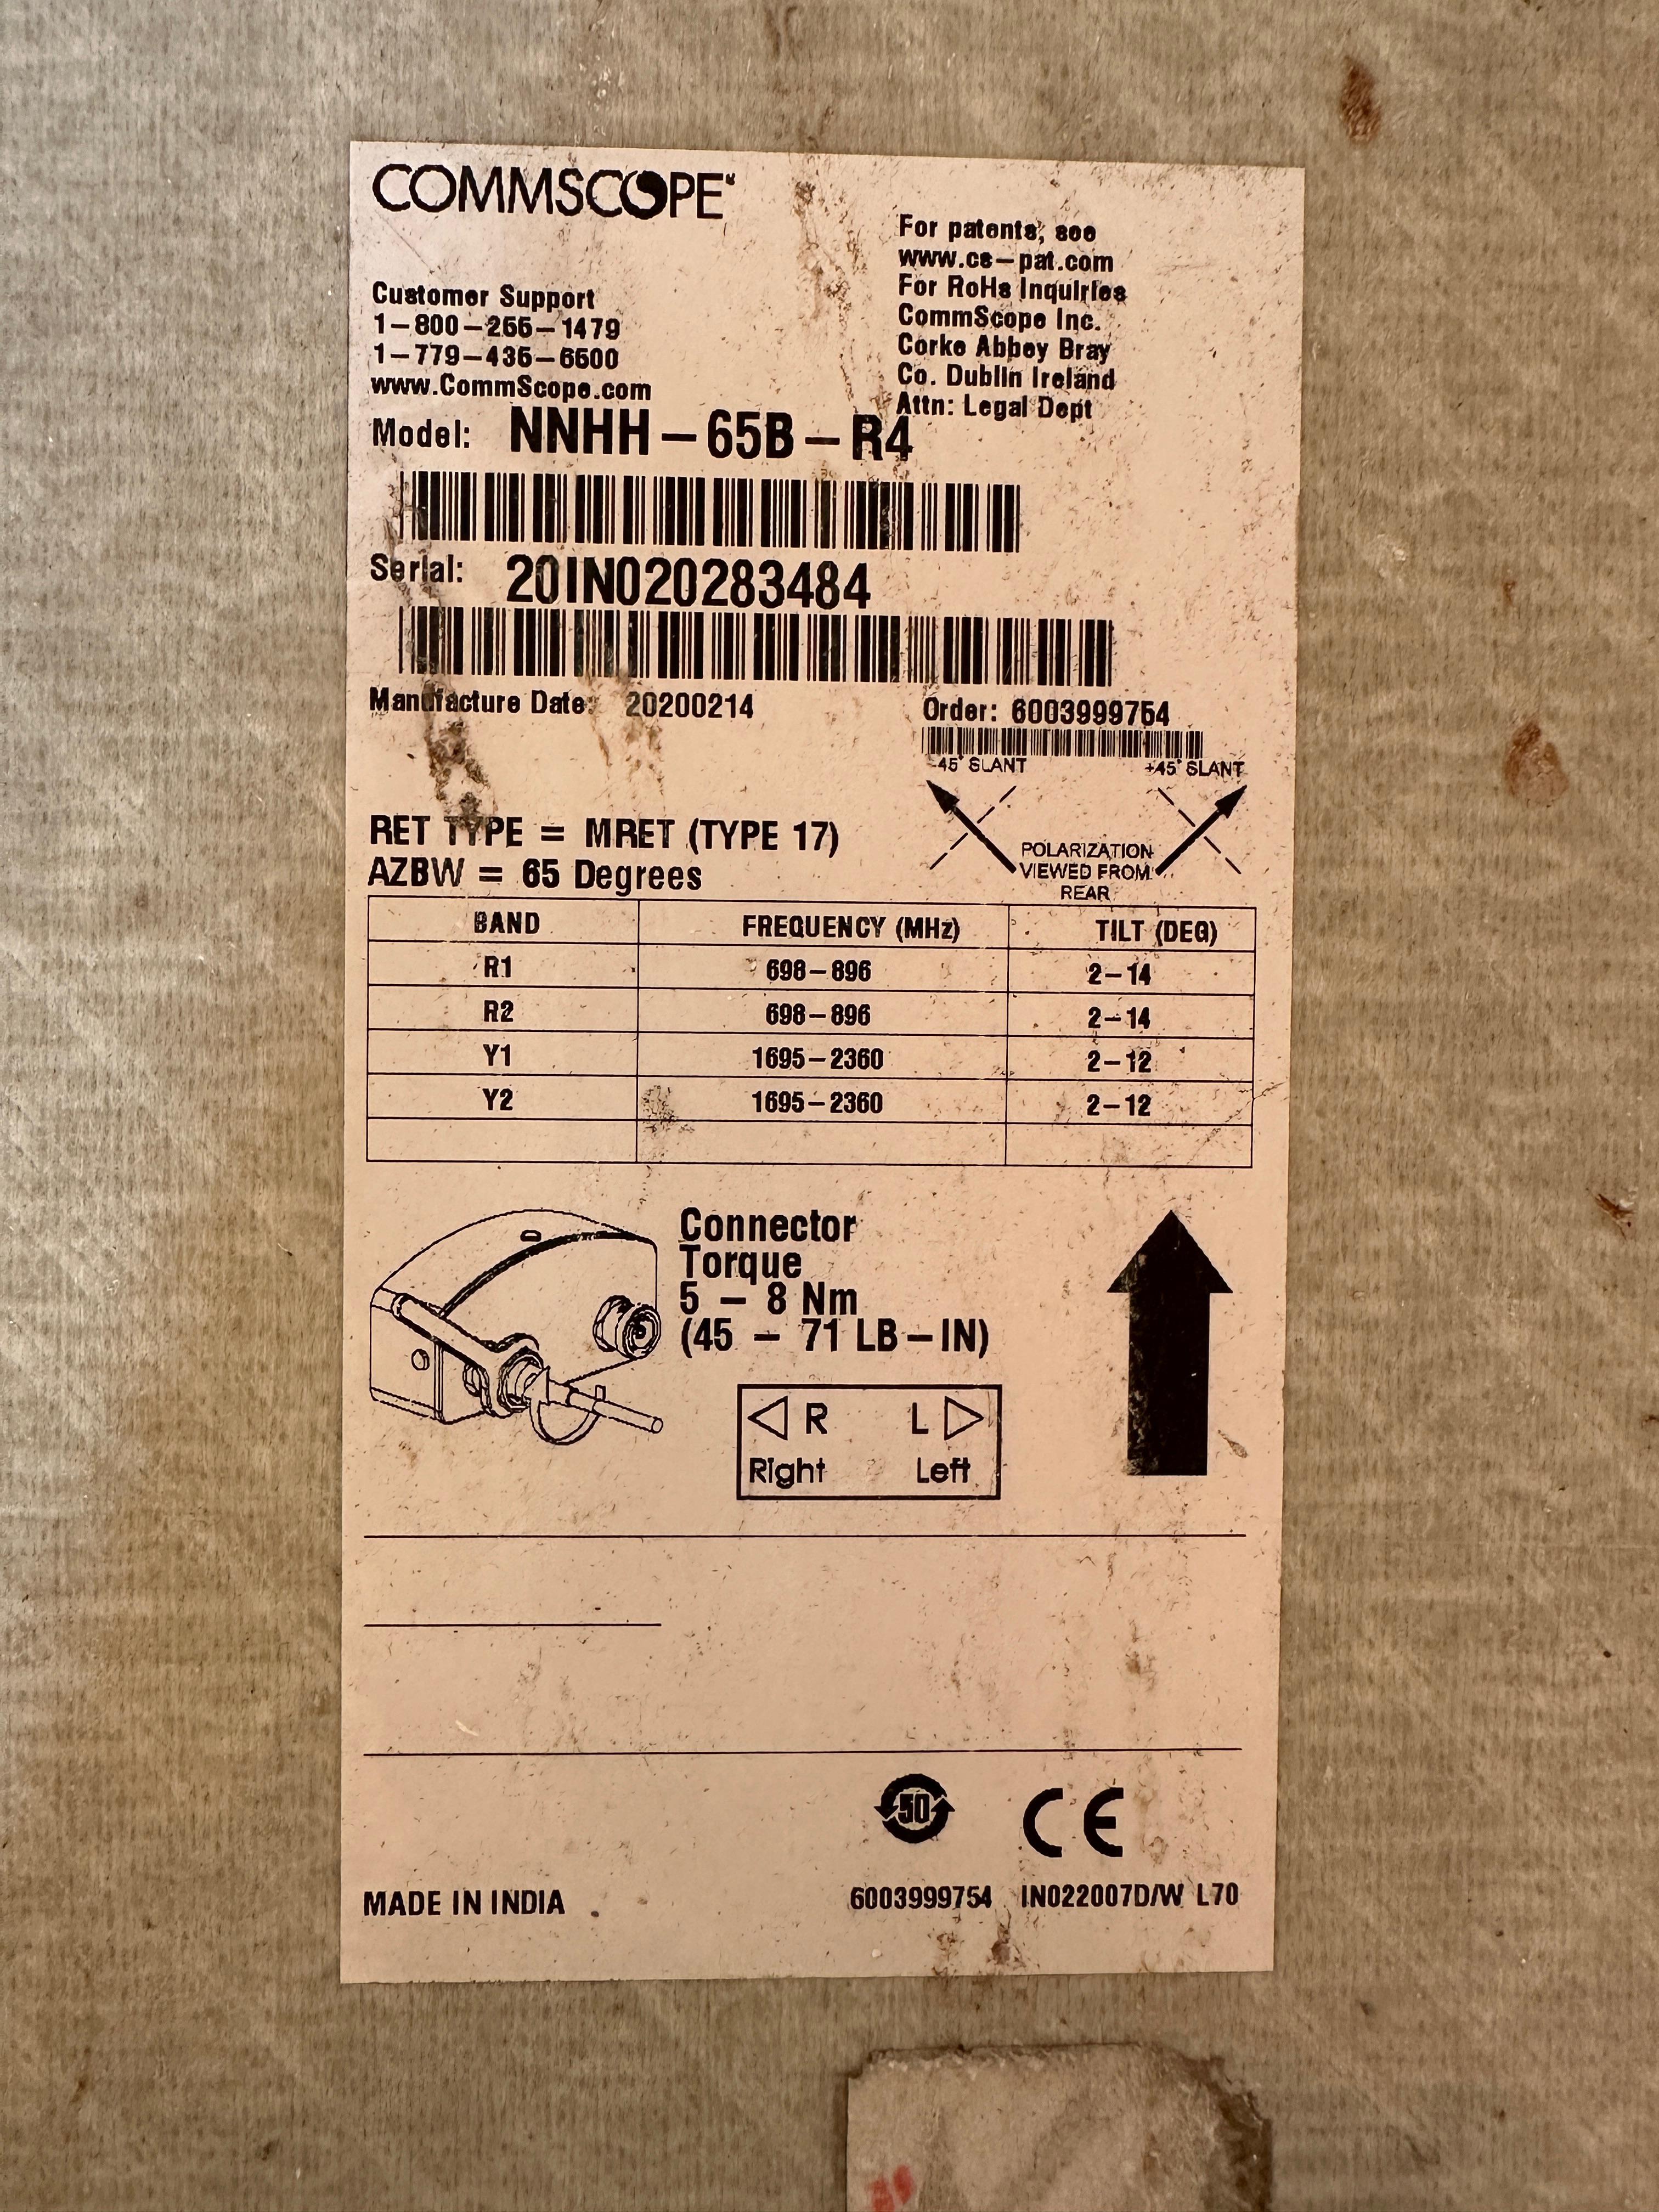 COMMSCOPE
For patents, see
www.cs-pat.com
For RoHs Inquiries
CommScope Inc.
Corke Abbey Bray
Co. Dublin Ireland
Attn: Legal Dept
Customer Support
1-800-255-1479
1-779-435-6500
www.CommScope.com
Model: NNHH-65B-R4
Serial: 20IN020283484
Manufacture Date: 20200214
Order: 6003999754
-45° SLANT +45° SLANT
POLARIZATION
VIEWED FROM
REAR
RET TYPE = MRET (TYPE 17)
AZBW = 65 Degrees
BAND FREQUENCY (MHz) TILT (DEG)
R1 698-896 2-14
R2 698-896 2-14
Y1 1695-2360 2-12
Y2 1695-2360 2-12
Connector
Torque
5 - 8 Nm
(45 - 71 LB-IN)
R L
Right Left
50 CE
MADE IN INDIA
6003999754 IN022007D/W L70